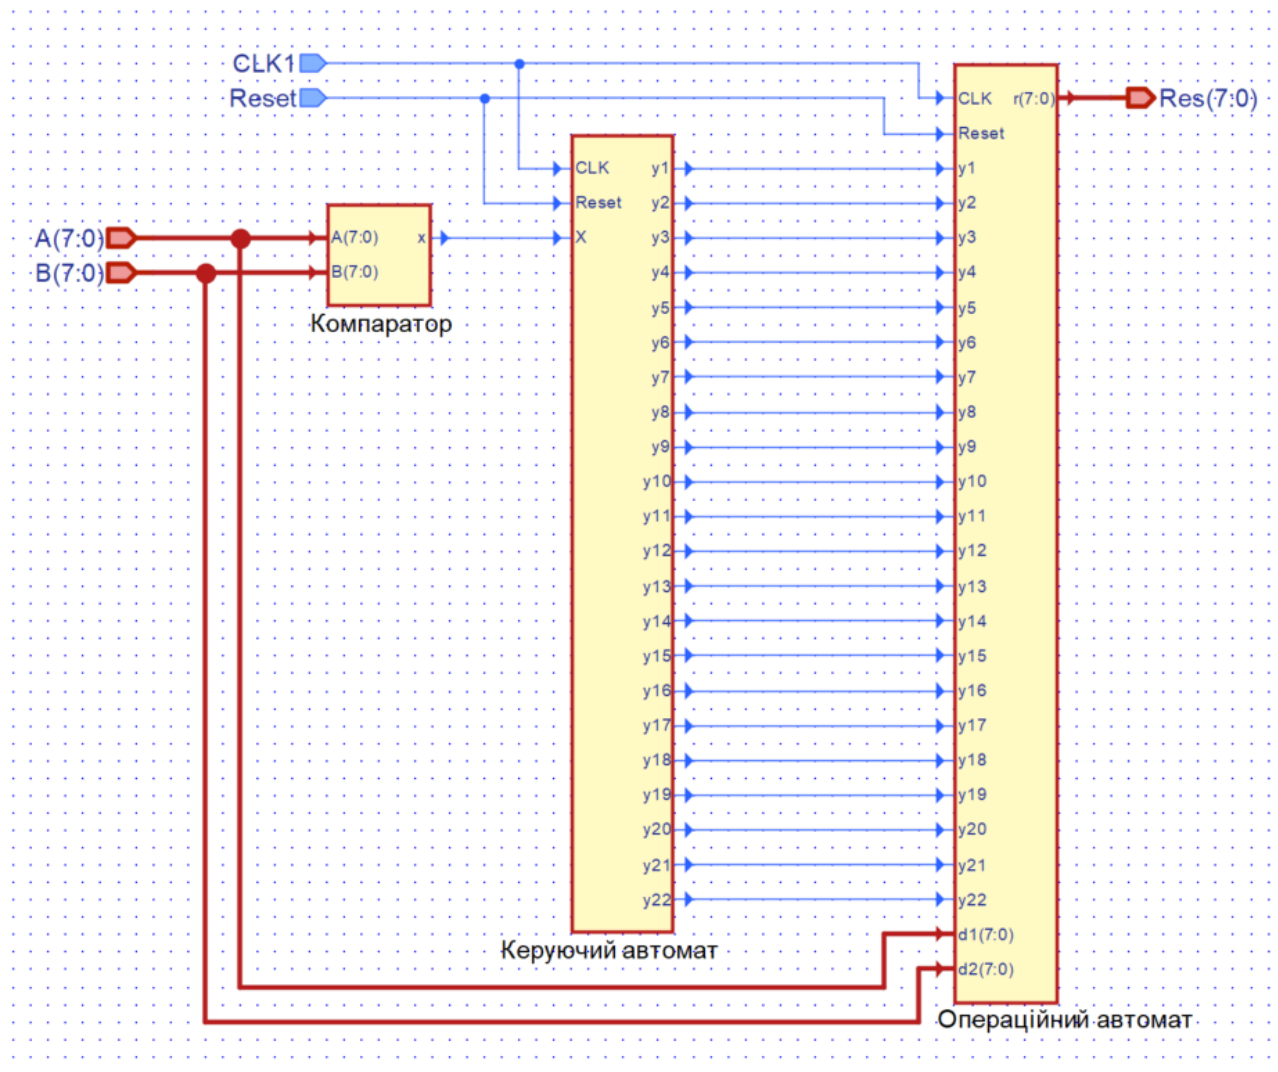 CLK1
Reset
A(7:0)
B(7:0)
A(7:0) x
B(7:0)
Компаратор
CLK y1
Reset y2
X y3
y4
y5
y6
y7
y8
y9
y10
y11
y12
y13
y14
y15
y16
y17
y18
y19
y20
y21
y22
Керуючий автомат
CLK r(7:0)
Reset
y1
y2
y3
y4
y5
y6
y7
y8
y9
y10
y11
y12
y13
y14
y15
y16
y17
y18
y19
y20
y21
y22
d1(7:0)
d2(7:0)
Операційний автомат
Res(7:0)